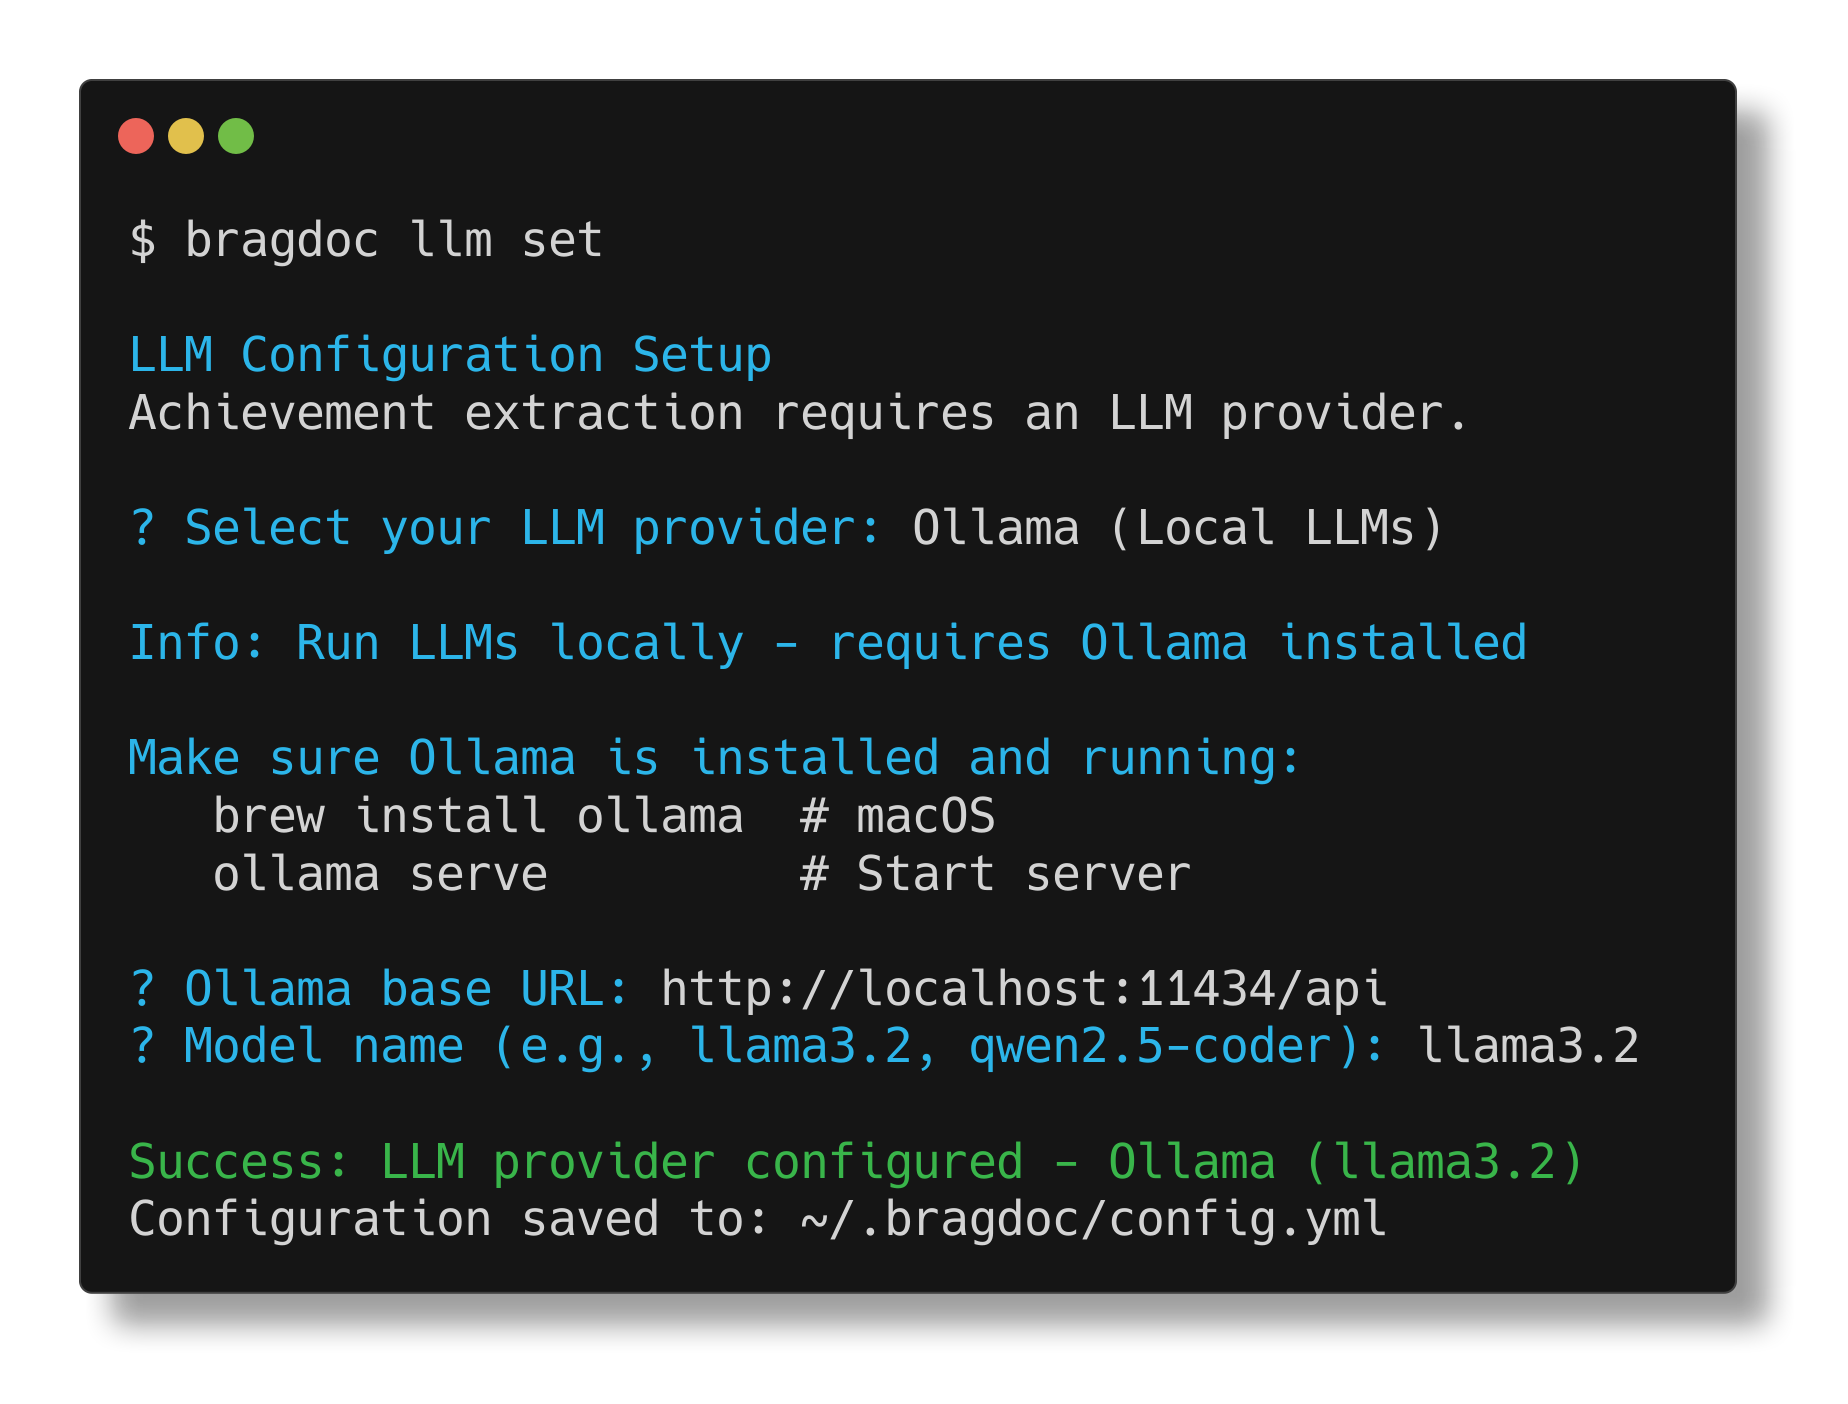 $ bragdoc llm set
LLM Configuration Setup
Achievement extraction requires an LLM provider.
? Select your LLM provider: Ollama (Local LLMs)
Info: Run LLMs locally - requires Ollama installed
Make sure Ollama is installed and running:
   brew install ollama  # macOS
   ollama serve         # Start server
? Ollama base URL: http://localhost:11434/api
? Model name (e.g., llama3.2, qwen2.5-coder): llama3.2
Success: LLM provider configured - Ollama (llama3.2)
Configuration saved to: ~/.bragdoc/config.yml